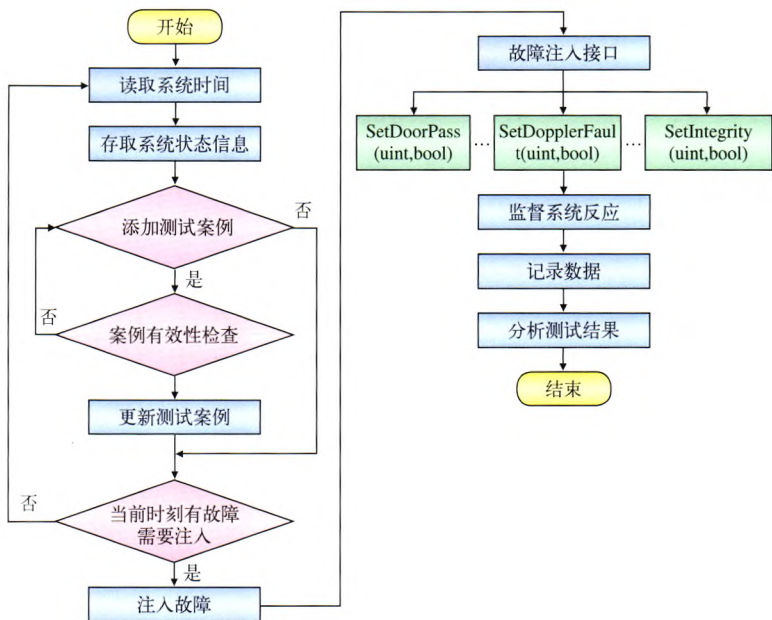 开始
读取系统时间
存取系统状态信息
添加测试案例
否
是
案例有效性检查
否
更新测试案例
当前时刻有故障
需要注入
否
是
注入故障
故障注入接口
SetDoorPass
(uint,bool)
…
SetDopplerFaul
t(uint,bool)
…
SetIntegrity
(uint,bool)
监督系统反应
记录数据
分析测试结果
结束